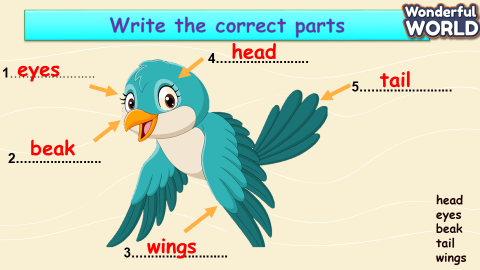 Write the correct parts
Wonderful
WORLD
1.eyes......................
2......beak................
3......wings................
4....head................
5......tail................
head
eyes
beak
tail
wings